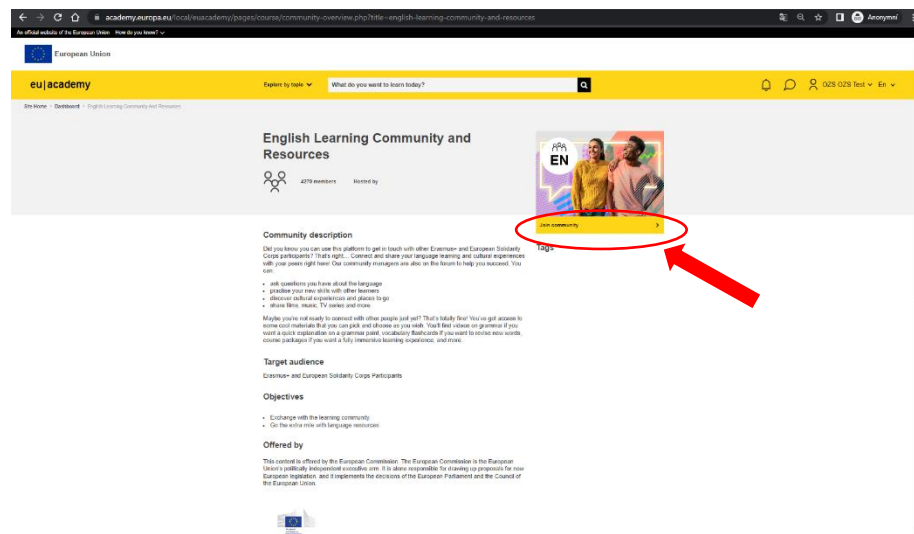 academy.europa.eu/local/euacademy/pages/course/community-overview.php?title=english-learning-community-and-resources
Anonymní
An official website of the European Union How do you know?
European Union
eu|academy
Explore by topic
What do you want to learn today?
OZS OZS Test
En
Site Home
Dashboard
English Learning Community And Resources
English Learning Community and
Resources
4270 members
Hosted by
EN
Join community
Tags
Community description
Did you know you can use this platform to get in touch with other Erasmus+ and European Solidarity
Corps participants? That's right... Connect and share your language learning and cultural experiences
with your peers right here! Our community managers are also on the forum to help you succeed. You
can:
ask questions you have about the language
practise your new skills with other learners
discover cultural experiences and places to go
share films, music, TV series and more.
Maybe you're not ready to connect with other people just yet? That's totally fine! You've got access to
some cool materials that you can pick and choose as you wish. You'll find videos on grammar if you
want a quick explanation on a grammar point, vocabulary flashcards if you want to revise new words,
course packages if you want a fully immersive learning experience, and more.
Target audience
Erasmus+ and European Solidarity Corps Participants
Objectives
Exchange with the learning community
Go the extra mile with language resources
Offered by
This content is offered by the European Commission. The European Commission is the European
Union's politically independent executive arm. It is alone responsible for drawing up proposals for new
European legislation, and it implements the decisions of the European Parliament and the Council of
the European Union.